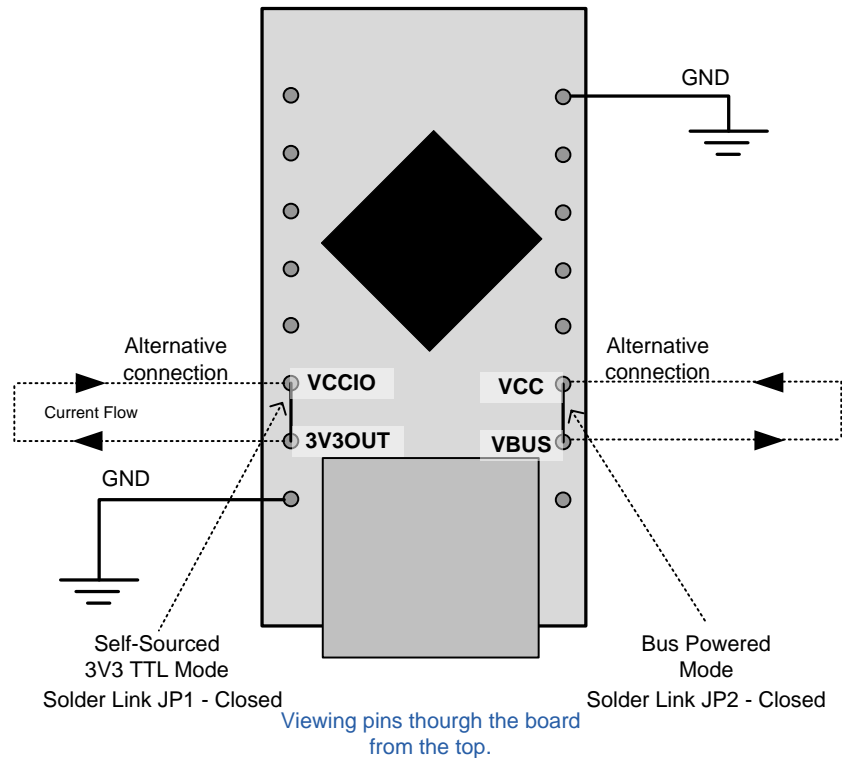 GND
Alternative
connection
VCCIO
Current Flow
3V3OUT
GND
VCC
VBUS
Alternative
connection
Self-Sourced
3V3 TTL Mode
Solder Link JP1 - Closed
Bus Powered
Mode
Solder Link JP2 - Closed
Viewing pins thourgh the board
from the top.